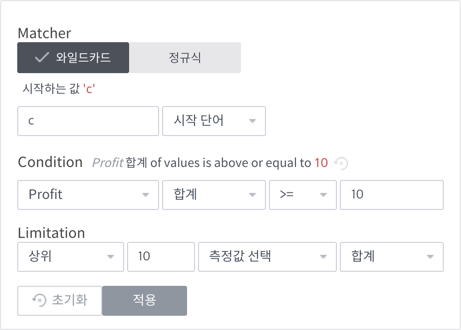 Matcher
와일드카드 정규식
시작하는 값 'c'
c 시작 단어
Condition Profit 합계 of values is above or equal to 10
Profit 합계 >= 10
Limitation
상위 10 측정값 선택 합계
초기화 적용